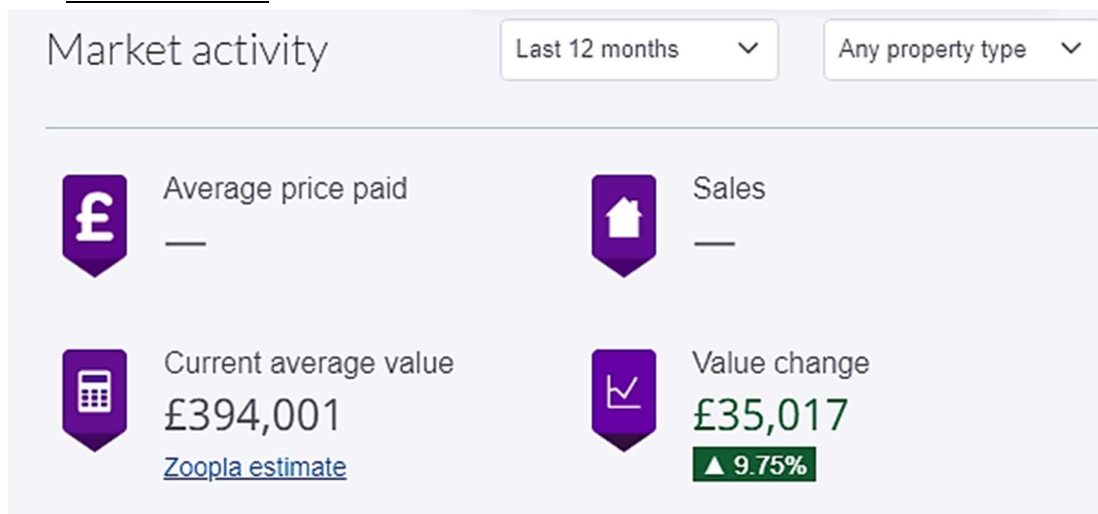 Market activity
Last 12 months
Any property type
£
Average price paid
—
Sales
—
Current average value
£394,001
Zoopla estimate
Value change
£35,017
▲ 9.75%